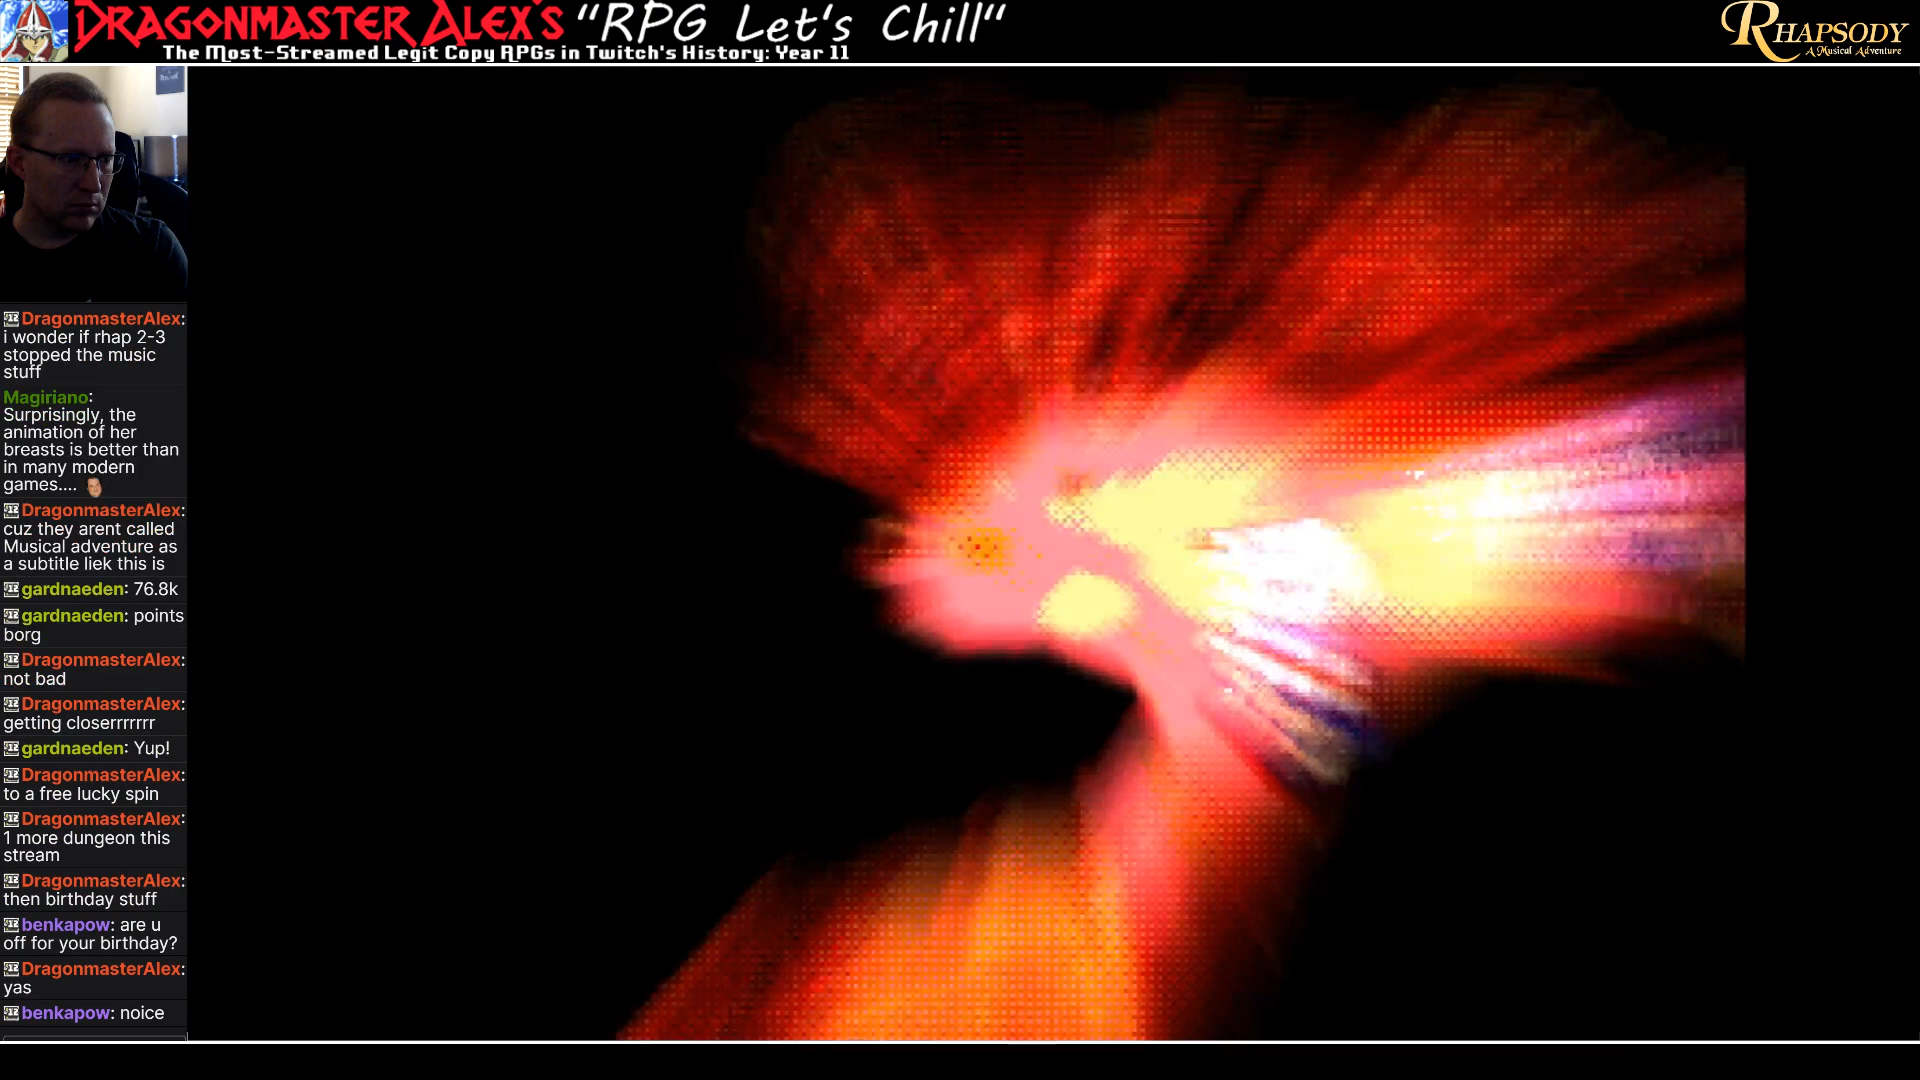 DRAGONMASTER ALEX'S "RPG Let's Chill"
The Most-Streamed Legit Copy RPGs in Twitch's History: Year 11
RHAPSODY
A Musical Adventure
DragonmasterAlex:
i wonder if rhap 2-3
stopped the music
stuff
Magiriano:
Surprisingly, the
animation of her
breasts is better than
in many modern
games....
DragonmasterAlex:
cuz they arent called
Musical adventure as
a subtitle liek this is
gardnaeden: 76.8k
gardnaeden: points
borg
DragonmasterAlex:
not bad
DragonmasterAlex:
getting closerrrrrrr
gardnaeden: Yup!
DragonmasterAlex:
to a free lucky spin
DragonmasterAlex:
1 more dungeon this
stream
DragonmasterAlex:
then birthday stuff
benkapow: are u
off for your birthday?
DragonmasterAlex:
yas
benkapow: noice